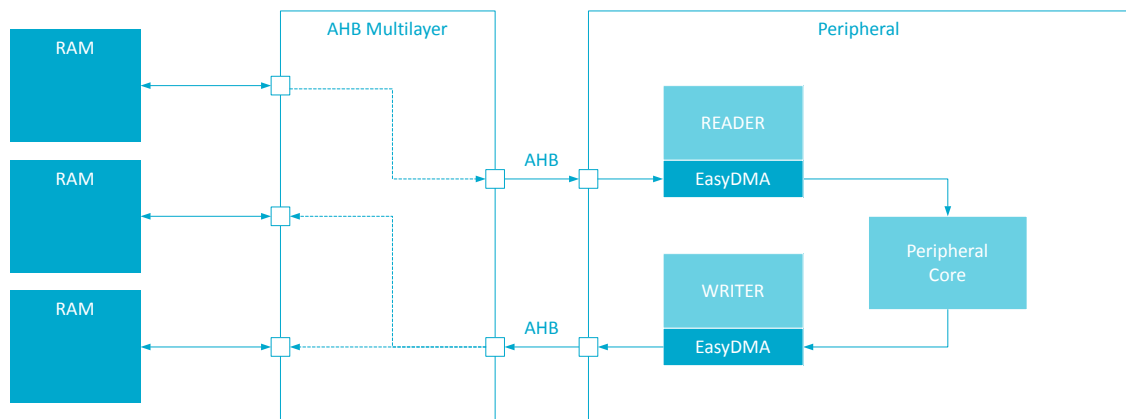 AHB Multilayer
Peripheral
RAM
READER
AHB
EasyDMA
RAM
Peripheral
Core
WRITER
RAM
AHB
EasyDMA